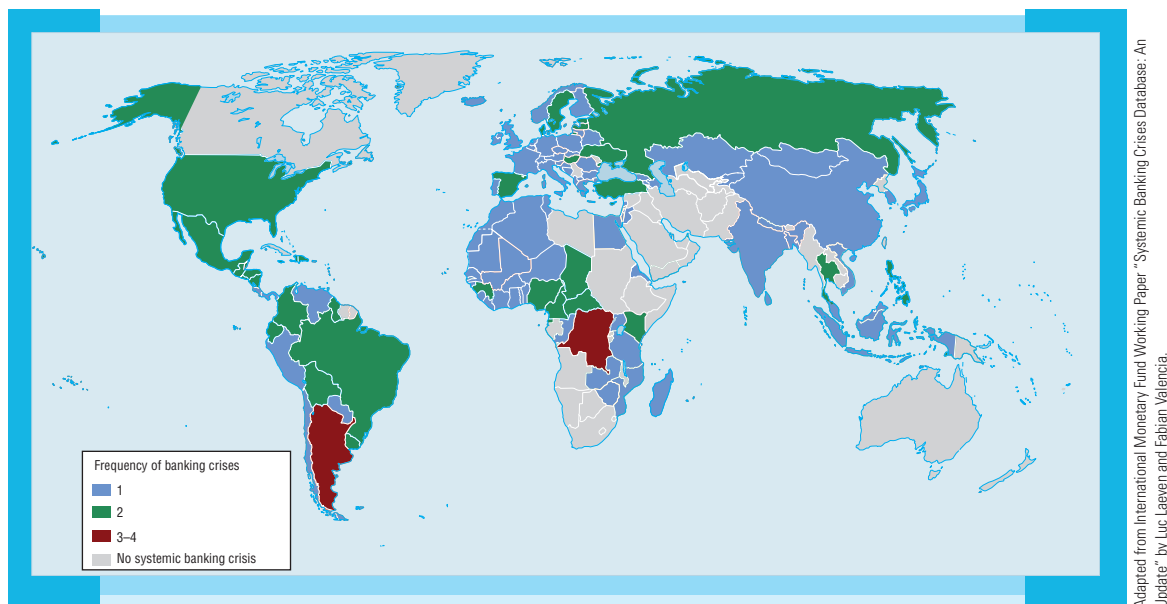 Frequency of banking crises
1
2
3–4
No systemic banking crisis
Adapted from International Monetary Fund Working Paper “Systemic Banking Crises Database: An
Update” by Luc Laeven and Fabian Valencia.